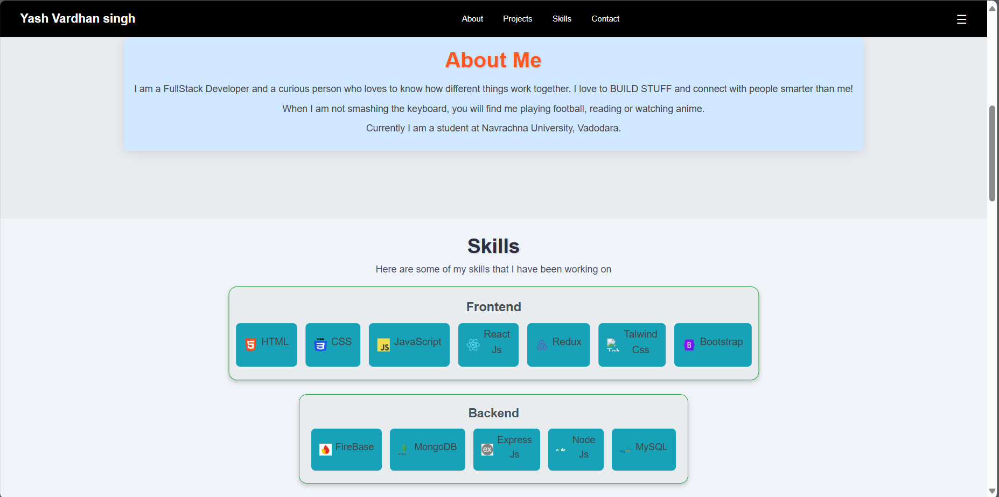 Yash Vardhan singh
About Projects Skills Contact
About Me
I am a FullStack Developer and a curious person who loves to know how different things work together. I love to BUILD STUFF and connect with people smarter than me!
When I am not smashing the keyboard, you will find me playing football, reading or watching anime.
Currently I am a student at Navrachna University, Vadodara.
Skills
Here are some of my skills that I have been working on
Frontend
HTML
CSS
JS JavaScript
React
Js
Redux
Talwind
Css
B Bootstrap
Backend
FireBase
MongoDB
ex Express
Js
node Node
Js
MySQL